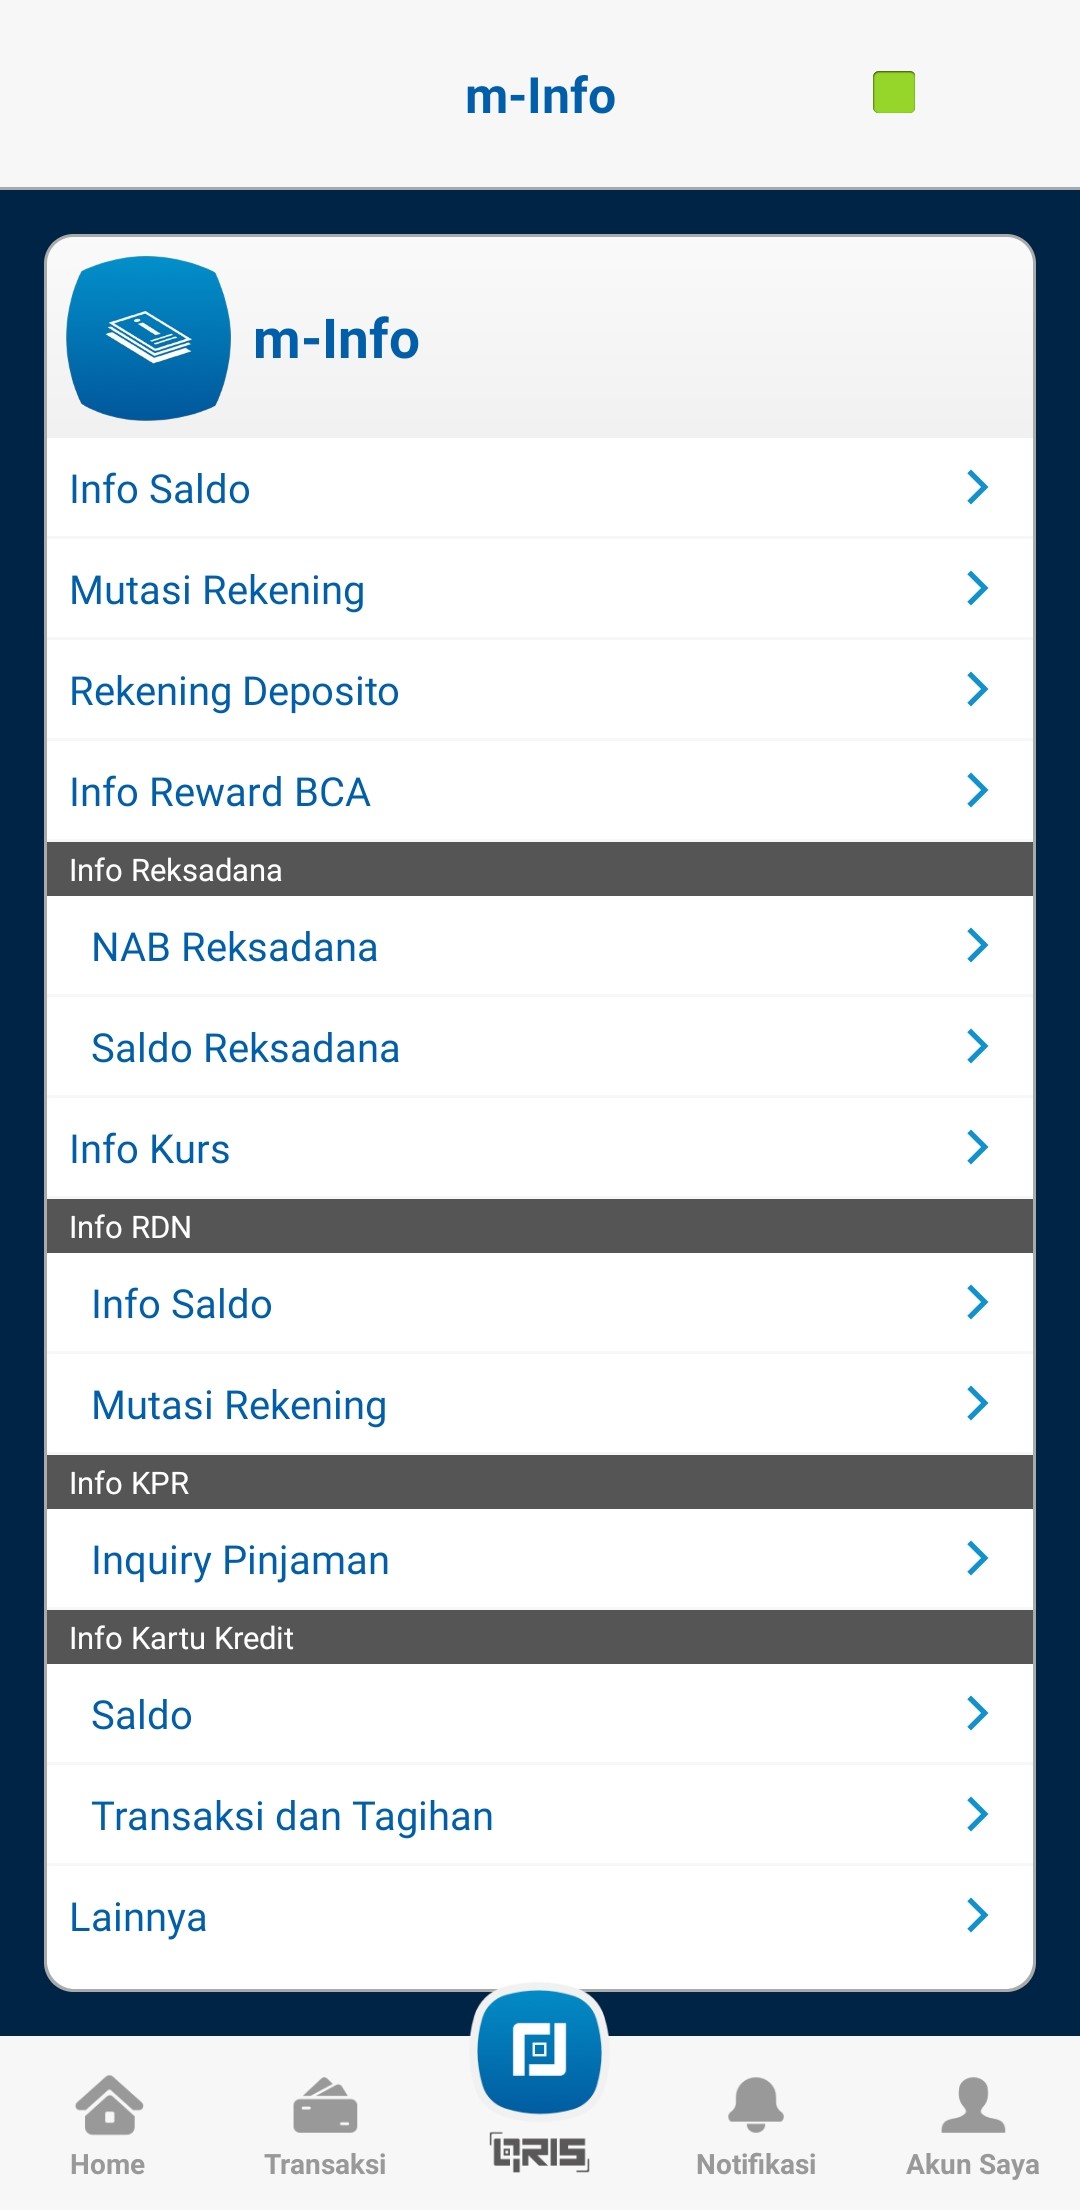 m-Info
m-Info
Info Saldo
Mutasi Rekening
Rekening Deposito
Info Reward BCA
Info Reksadana
NAB Reksadana
Saldo Reksadana
Info Kurs
Info RDN
Info Saldo
Mutasi Rekening
Info KPR
Inquiry Pinjaman
Info Kartu Kredit
Saldo
Transaksi dan Tagihan
Lainnya
Home
Transaksi
QRIS
Notifikasi
Akun Saya